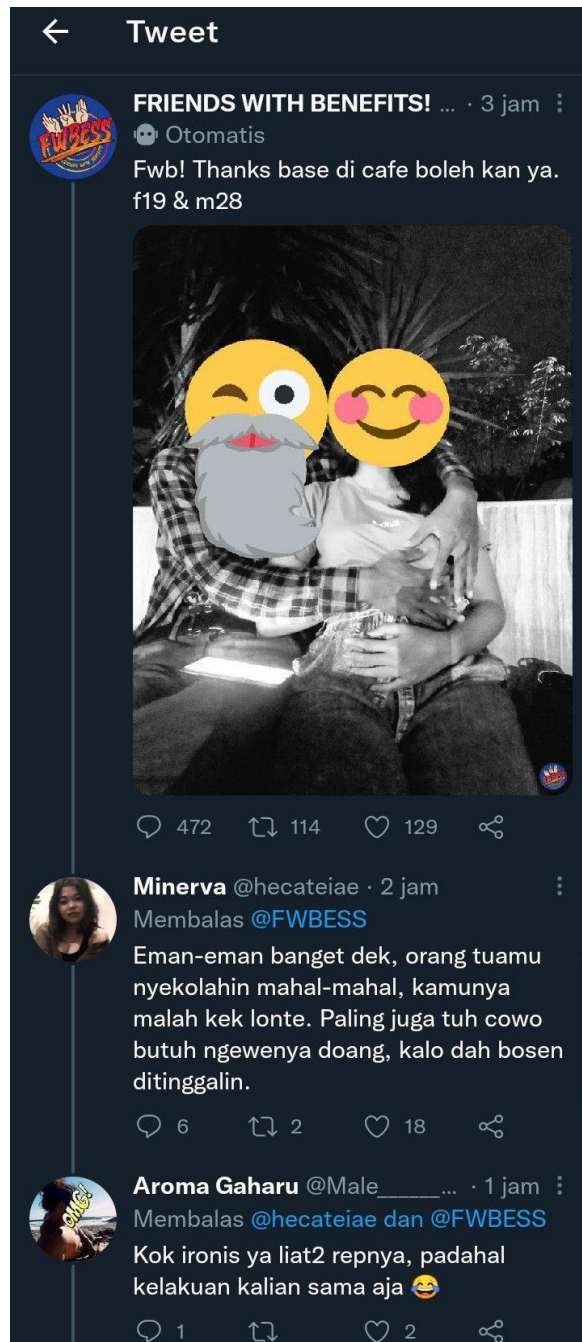 Tweet
FWBESS
FRIENDS WITH BENEFITS! ... · 3 jam
Otomatis
Fwb! Thanks base di cafe boleh kan ya.
f19 & m28
472 114 129
Minerva @hecateiae · 2 jam
Membalas @FWBESS
Eman-eman banget dek, orang tuamu
nyekolahin mahal-mahal, kamunya
malah kek lonte. Paling juga tuh cowo
butuh ngewenya doang, kalo dah bosen
ditinggalin.
6 2 18
OMG!
Aroma Gaharu @Male______... · 1 jam
Membalas @hecateiae dan @FWBESS
Kok ironis ya liat2 repnya, padahal
kelakuan kalian sama aja 😂
1 2